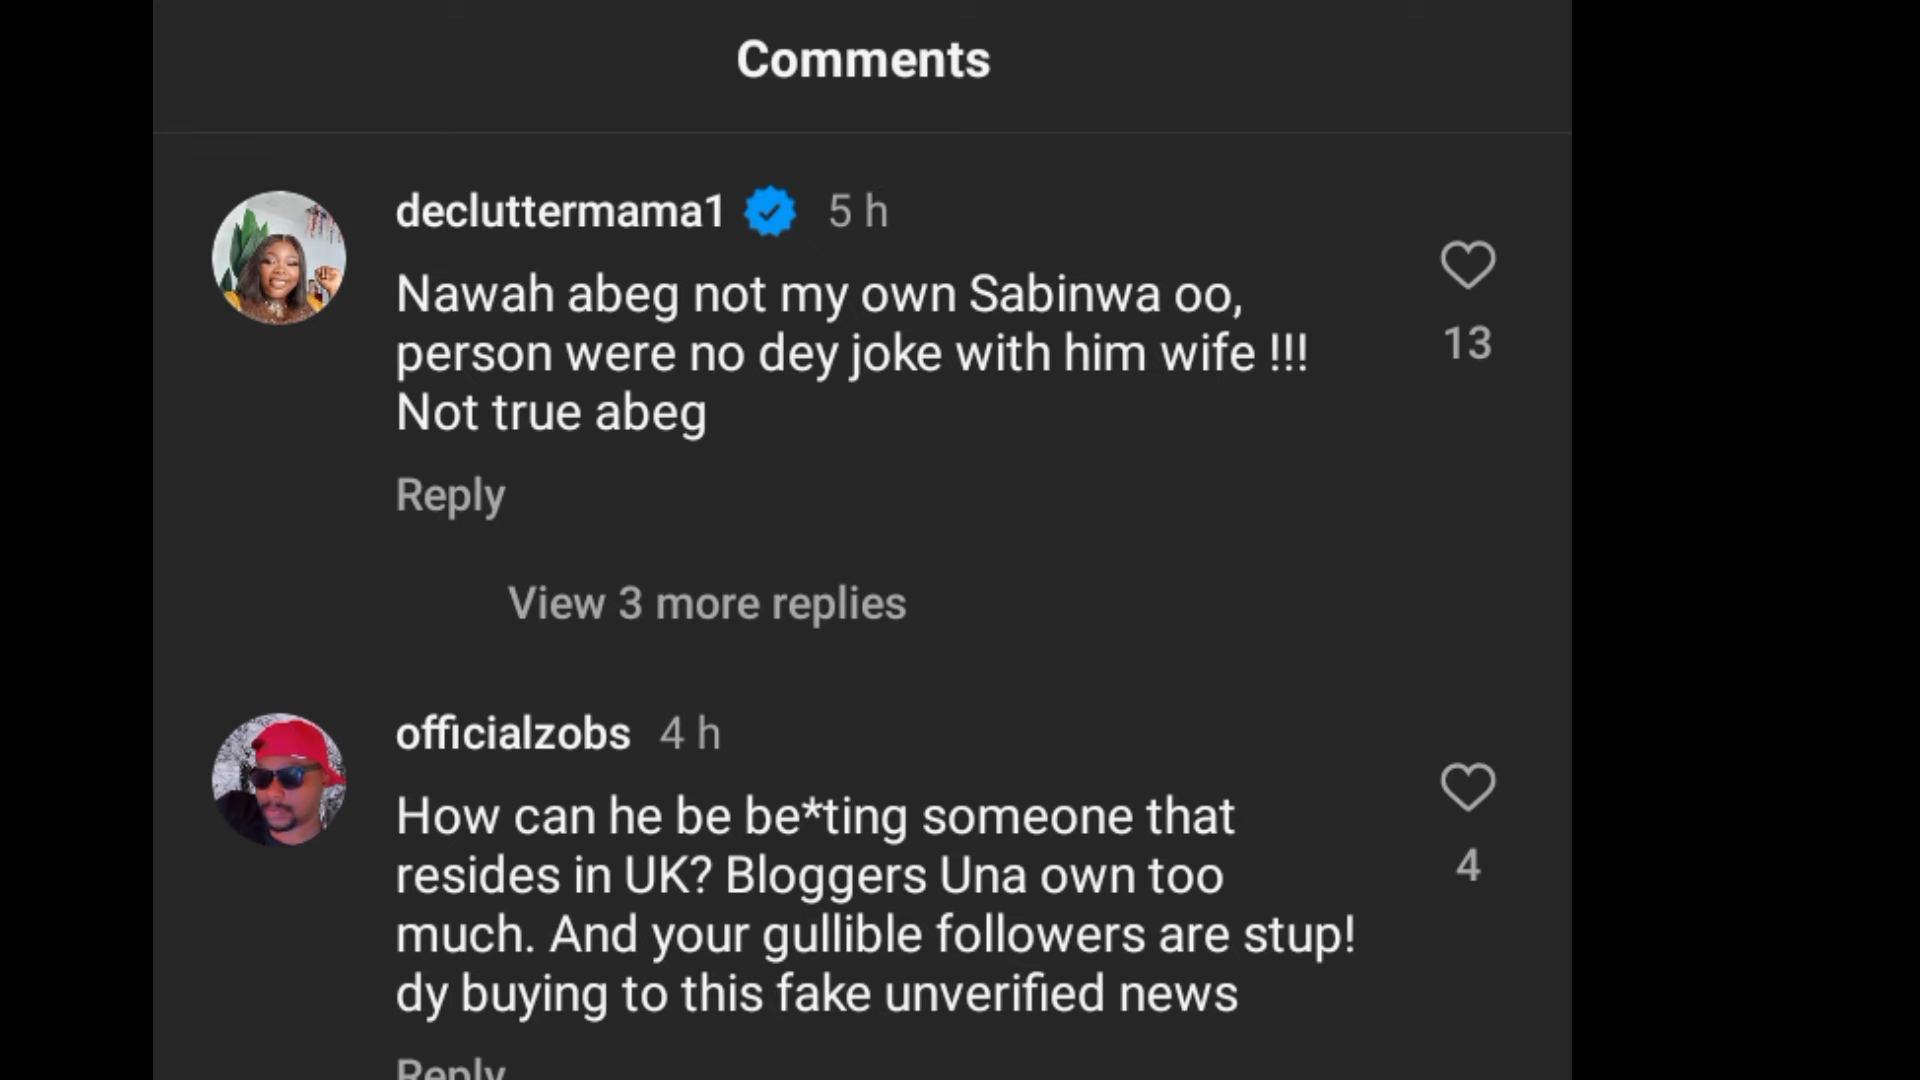 Comments
decluttermama1 5 h
Nawah abeg not my own Sabinwa oo,
person were no dey joke with him wife !!!
Not true abeg
13
Reply
View 3 more replies
officialzobs 4 h
How can he be be*ting someone that
resides in UK? Bloggers Una own too
much. And your gullible followers are stup!
dy buying to this fake unverified news
4
Reply